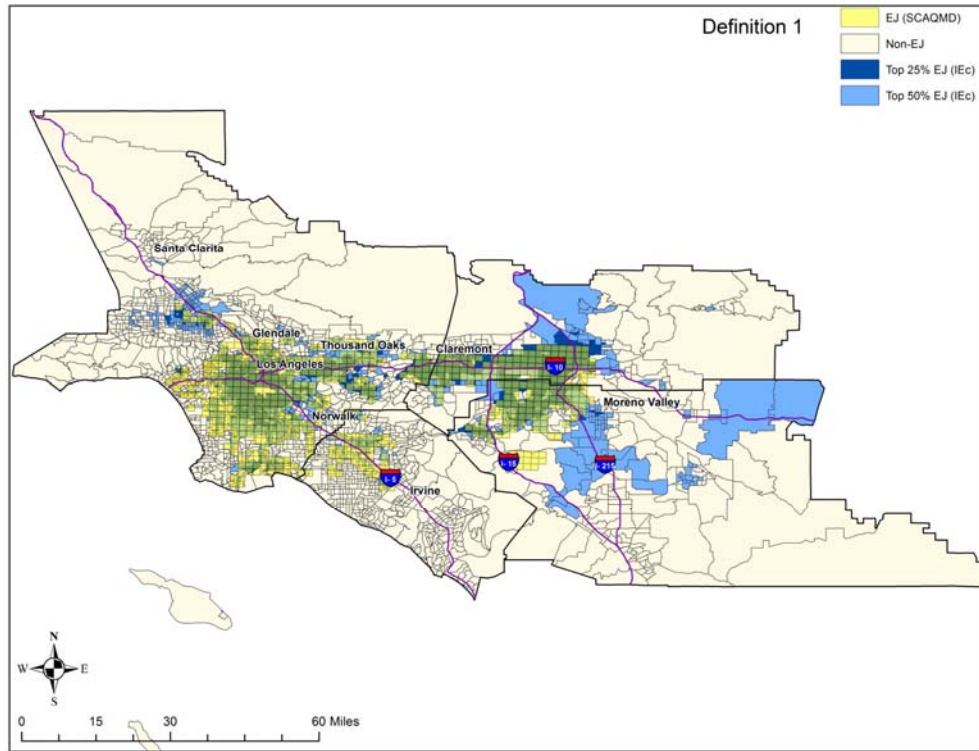 Definition 1
EJ (SCAQMD)
Non-EJ
Top 25% EJ (IEc)
Top 50% EJ (IEc)
Santa Clarita
Glendale
Thousand Oaks
Claremont
Los Angeles
I- 10
Moreno Valley
Norwalk
I- 15
I- 215
I- 5
Irvine
N
W
E
S
0 15 30 60 Miles